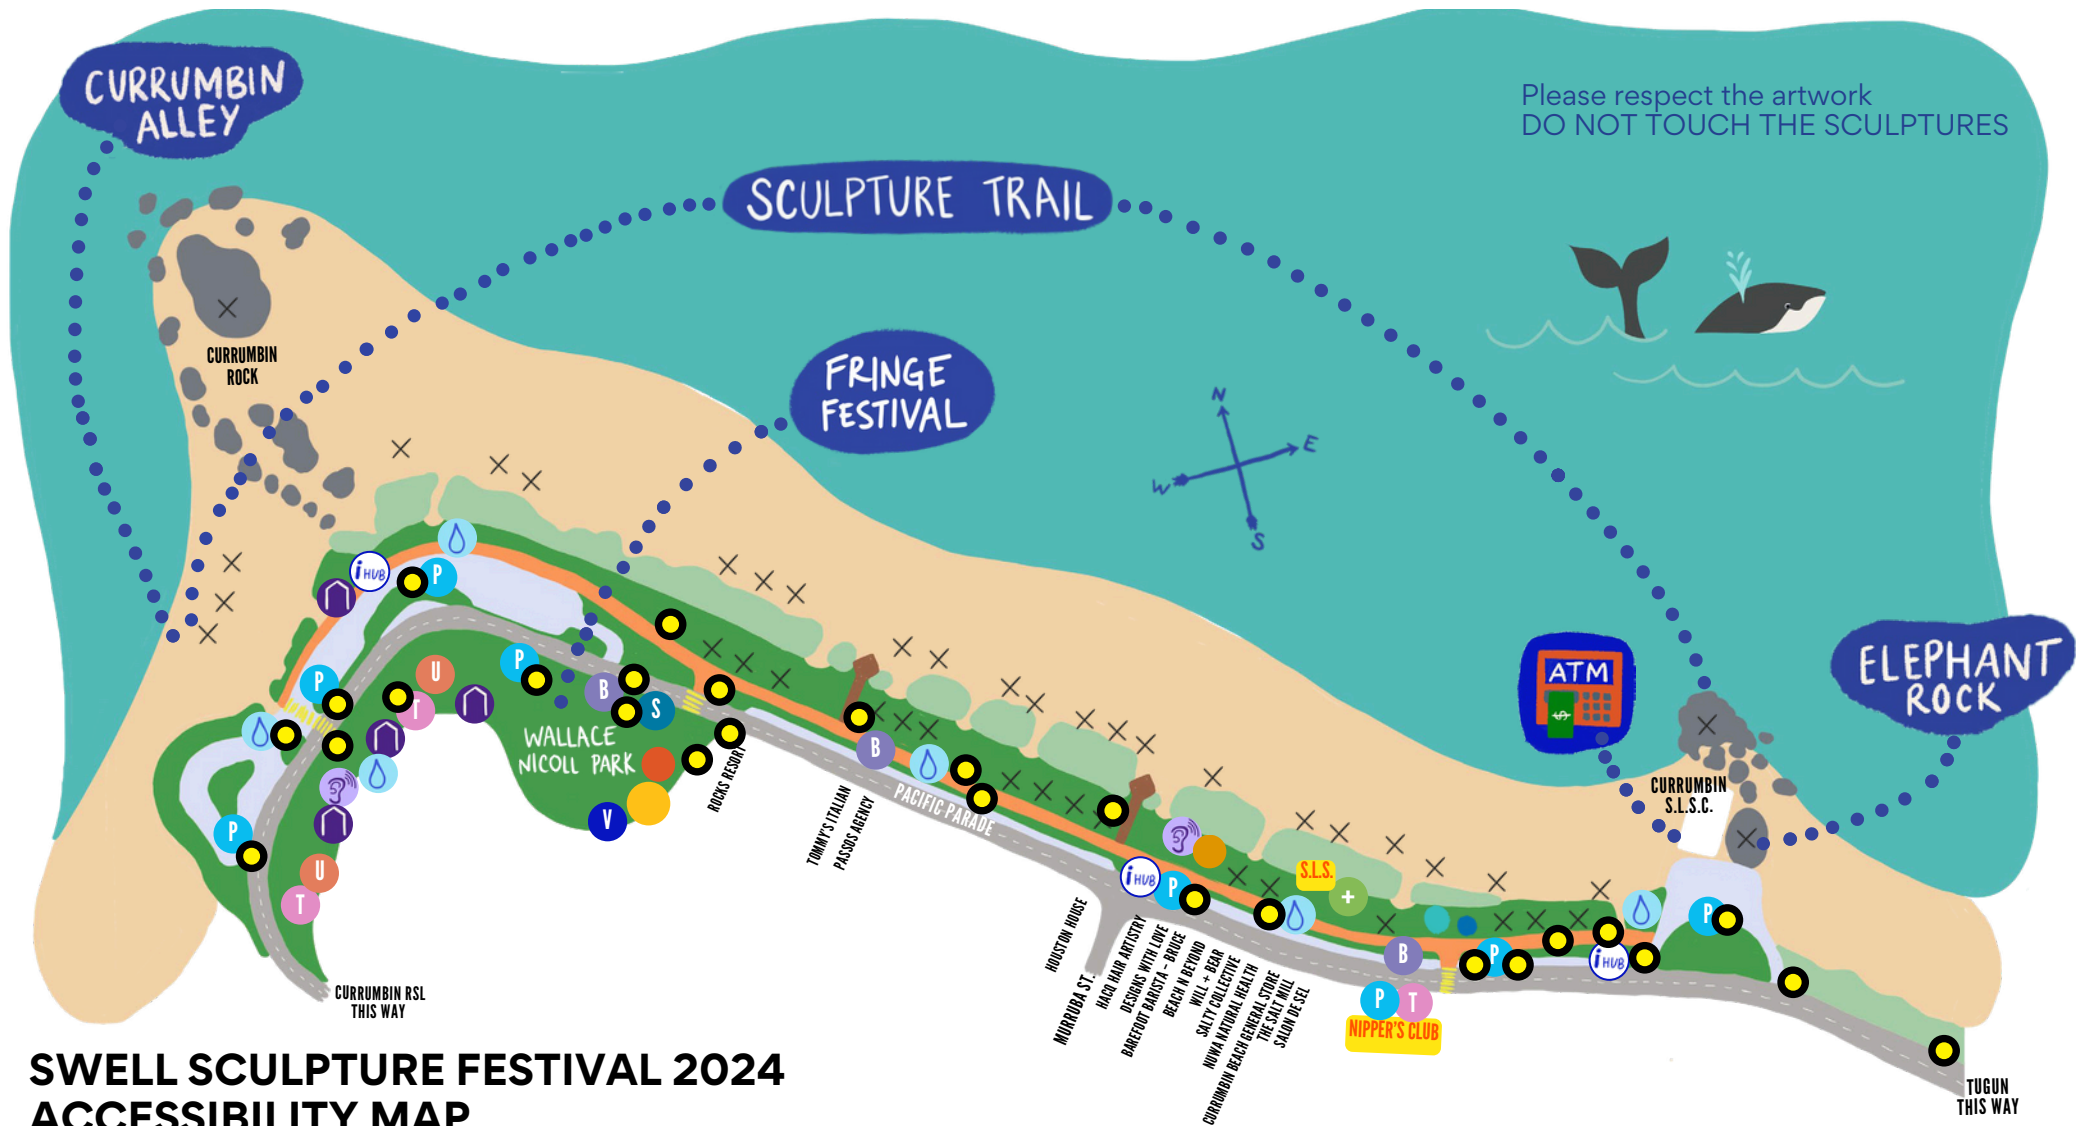 CURRUMBIN
ALLEY
Please respect the artwork
DO NOT TOUCH THE SCULPTURES
SCULPTURE TRAIL
CURRUMBIN
ROCK
FRINGE
FESTIVAL
N
E
W
S
i HUB
P
ATM
$
ELEPHANT
ROCK
P
U
T
P
B
S
WALLACE
NICOLL PARK
V
ROCKS RESORT
P
U
T
CURRUMBIN RSL
THIS WAY
B
TOMMY'S ITALIAN
PASSOS AGENCY
PACIFIC PARADE
CURRUMBIN
S.L.S.C.
i HUB
P
S.L.S.
+
B
P
i HUB
P
P
T
NIPPER'S CLUB
HOUSTON HOUSE
MURRUBA ST.
HAQ HAIR ARTISTRY
DESIGNS WITH LOVE
BAREFOOT BARISTA - BRUCE
BEACH N BEYOND
WILL + BEAR
SALTY COLLECTIVE
NUWA NATURAL HEALTH
CURRUMBIN BEACH GENERAL STORE
THE SALT MILL
SALON DE SEL
TUGUN
THIS WAY
SWELL SCULPTURE FESTIVAL 2024
ACCESSIBILITY MAP